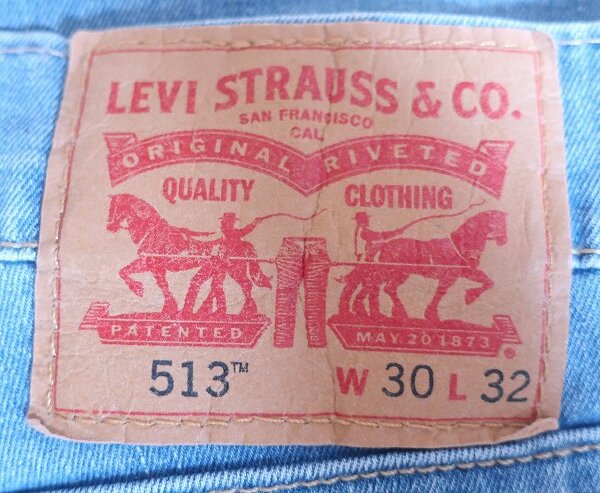 LEVI STRAUSS & CO.
SAN FRANCISCO
CAL
ORIGINAL RIVETED
QUALITY CLOTHING
PATENTED MAY 20 1873 ®
513™ W 30 L 32